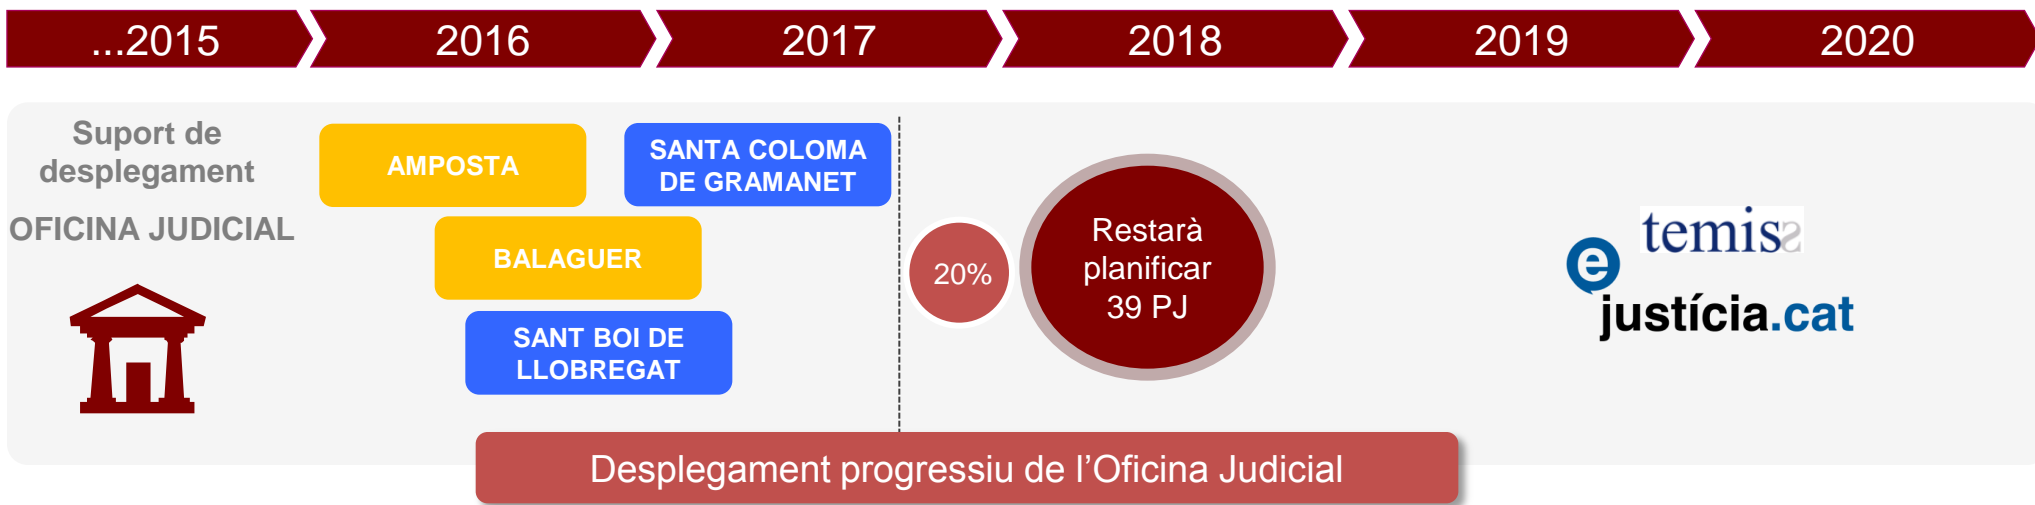 ...2015
2016
2017
2018
2019
2020
Suport de
desplegament
OFICINA JUDICIAL
AMPOSTA
SANTA COLOMA
DE GRAMANET
BALAGUER
SANT BOI DE
LLOBREGAT
20%
Restarà
planificar
39 PJ
temiss
e
justícia.cat
Desplegament progressiu de l’Oficina Judicial